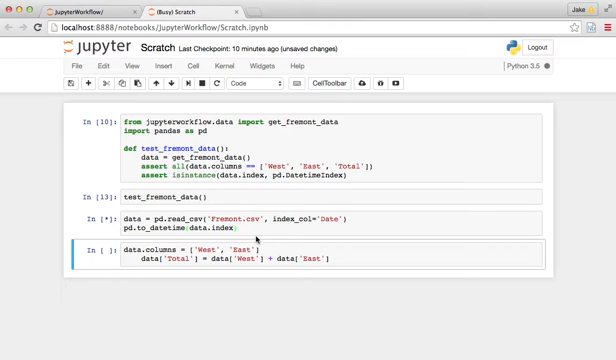 JupyterWorkflow/
(Busy) Scratch
Jake
localhost:8888/notebooks/JupyterWorkflow/Scratch.ipynb
jupyter Scratch Last Checkpoint: 10 minutes ago (unsaved changes) Logout
File Edit View Insert Cell Kernel Widgets Help Python 3.5
Code CellToolbar
In [10]: from jupyterworkflow.data import get_fremont_data
import pandas as pd
def test_fremont_data():
data = get_fremont_data()
assert all(data.columns == ['West', 'East', 'Total'])
assert isinstance(data.index, pd.DatetimeIndex)
In [13]: test_fremont_data()
In [*]: data = pd.read_csv('Fremont.csv', index_col='Date')
pd.to_datetime(data.index)
In [ ]: data.columns = ['West', 'East']
data['Total'] = data['West'] + data['East']